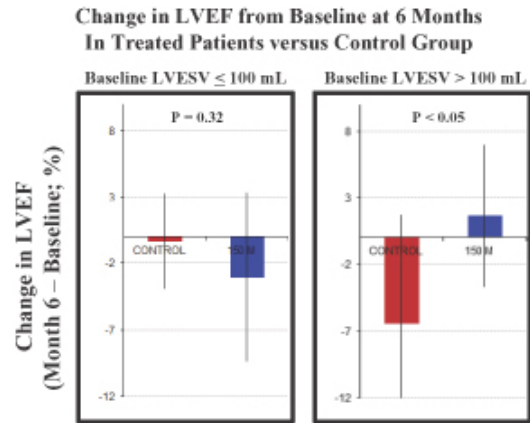 Change in LVEF from Baseline at 6 Months
In Treated Patients versus Control Group
Baseline LVESV ≤ 100 mL
Baseline LVESV > 100 mL
Change in LVEF
(Month 6 – Baseline; %)
P = 0.32
8
3
-2
-7
-12
CONTROL
150 M
P < 0.05
8
3
-2
-7
-12
CONTROL
150 M